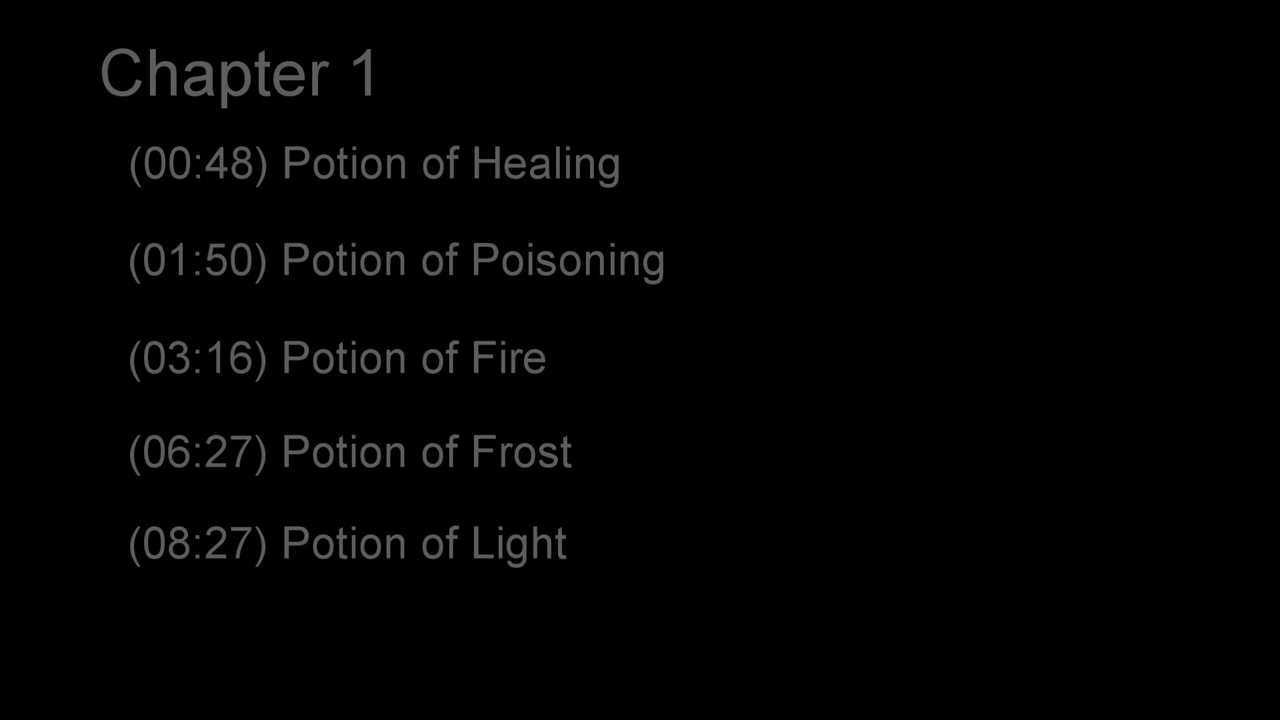 Chapter 1
(00:48) Potion of Healing
(01:50) Potion of Poisoning
(03:16) Potion of Fire
(06:27) Potion of Frost
(08:27) Potion of Light